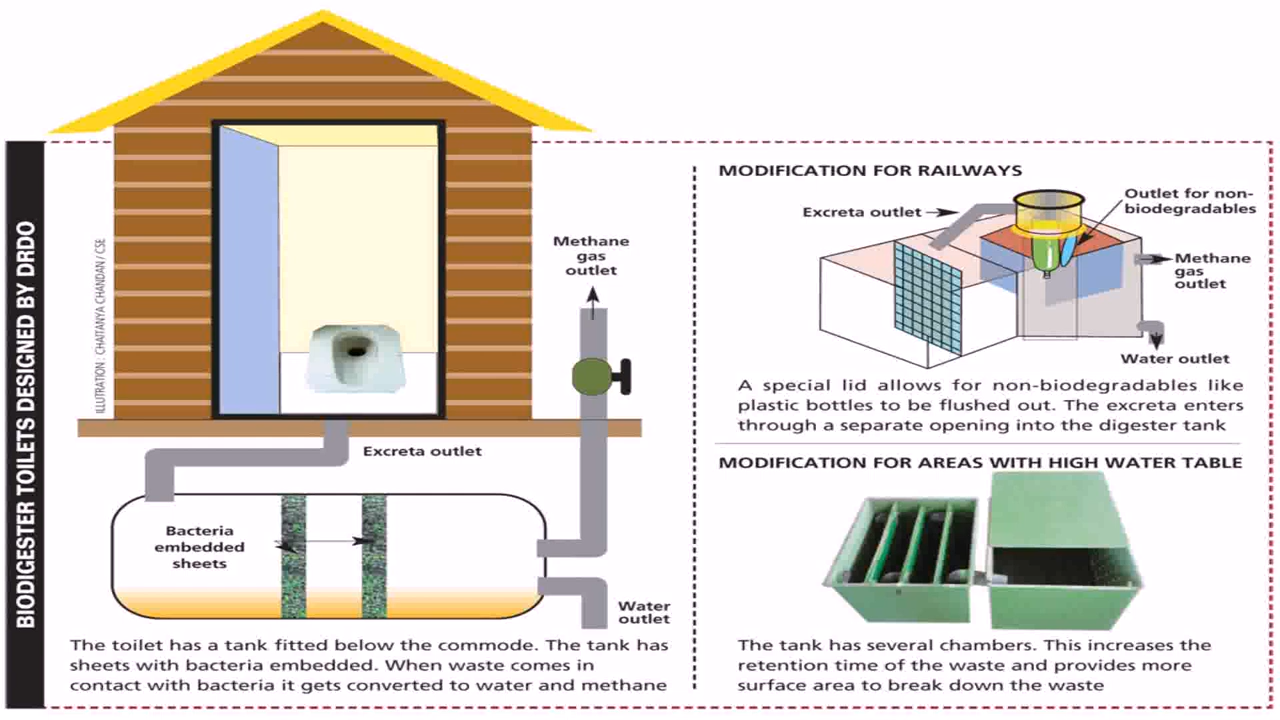 BIODIGESTER TOILETS DESIGNED BY DRDO
ILLUTRATION : CHAITANYA CHANDAN / CSE
Methane
gas
outlet
Excreta outlet
Bacteria
embedded
sheets
Water
outlet
The toilet has a tank fitted below the commode. The tank has
sheets with bacteria embedded. When waste comes in
contact with bacteria it gets converted to water and methane
MODIFICATION FOR RAILWAYS
Excreta outlet
Outlet for non-
biodegradables
Methane
gas
outlet
Water outlet
A special lid allows for non-biodegradables like
plastic bottles to be flushed out. The excreta enters
through a separate opening into the digester tank
MODIFICATION FOR AREAS WITH HIGH WATER TABLE
The tank has several chambers. This increases the
retention time of the waste and provides more
surface area to break down the waste